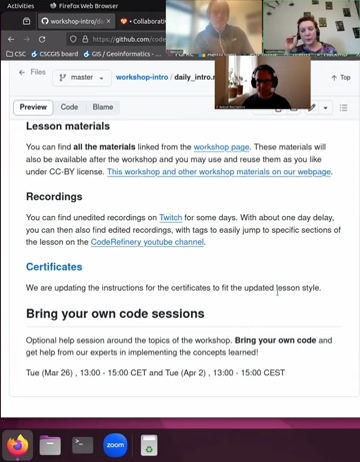 Activities
Firefox Web Browser
workshop-intro/da
Collaborativ
https://github.com/code
CSC
CSCGIS board
GIS / Geoinformatics -
Files
master
workshop-intro / daily_intro.
Top
Preview
Code
Blame
Lesson materials
You can find all the materials linked from the workshop page. These materials
will also be available after the workshop and you may use and reuse them as you like
under CC-BY license. This workshop and other workshop materials on our webpage.
Recordings
You can find unedited recordings on Twitch for some days. With about one day delay,
you can then also find edited recordings, with tags to easily jump to specific sections of
the lesson on the CodeRefinery youtube channel.
Certificates
We are updating the instructions for the certificates to fit the updated lesson style.
Bring your own code sessions
Optional help session around the topics of the workshop. Bring your own code and
get help from our experts in implementing the concepts learned!
Tue (Mar 26) , 13:00 - 15:00 CET and Tue (Apr 2) , 13:00 - 15:00 CEST
zoom